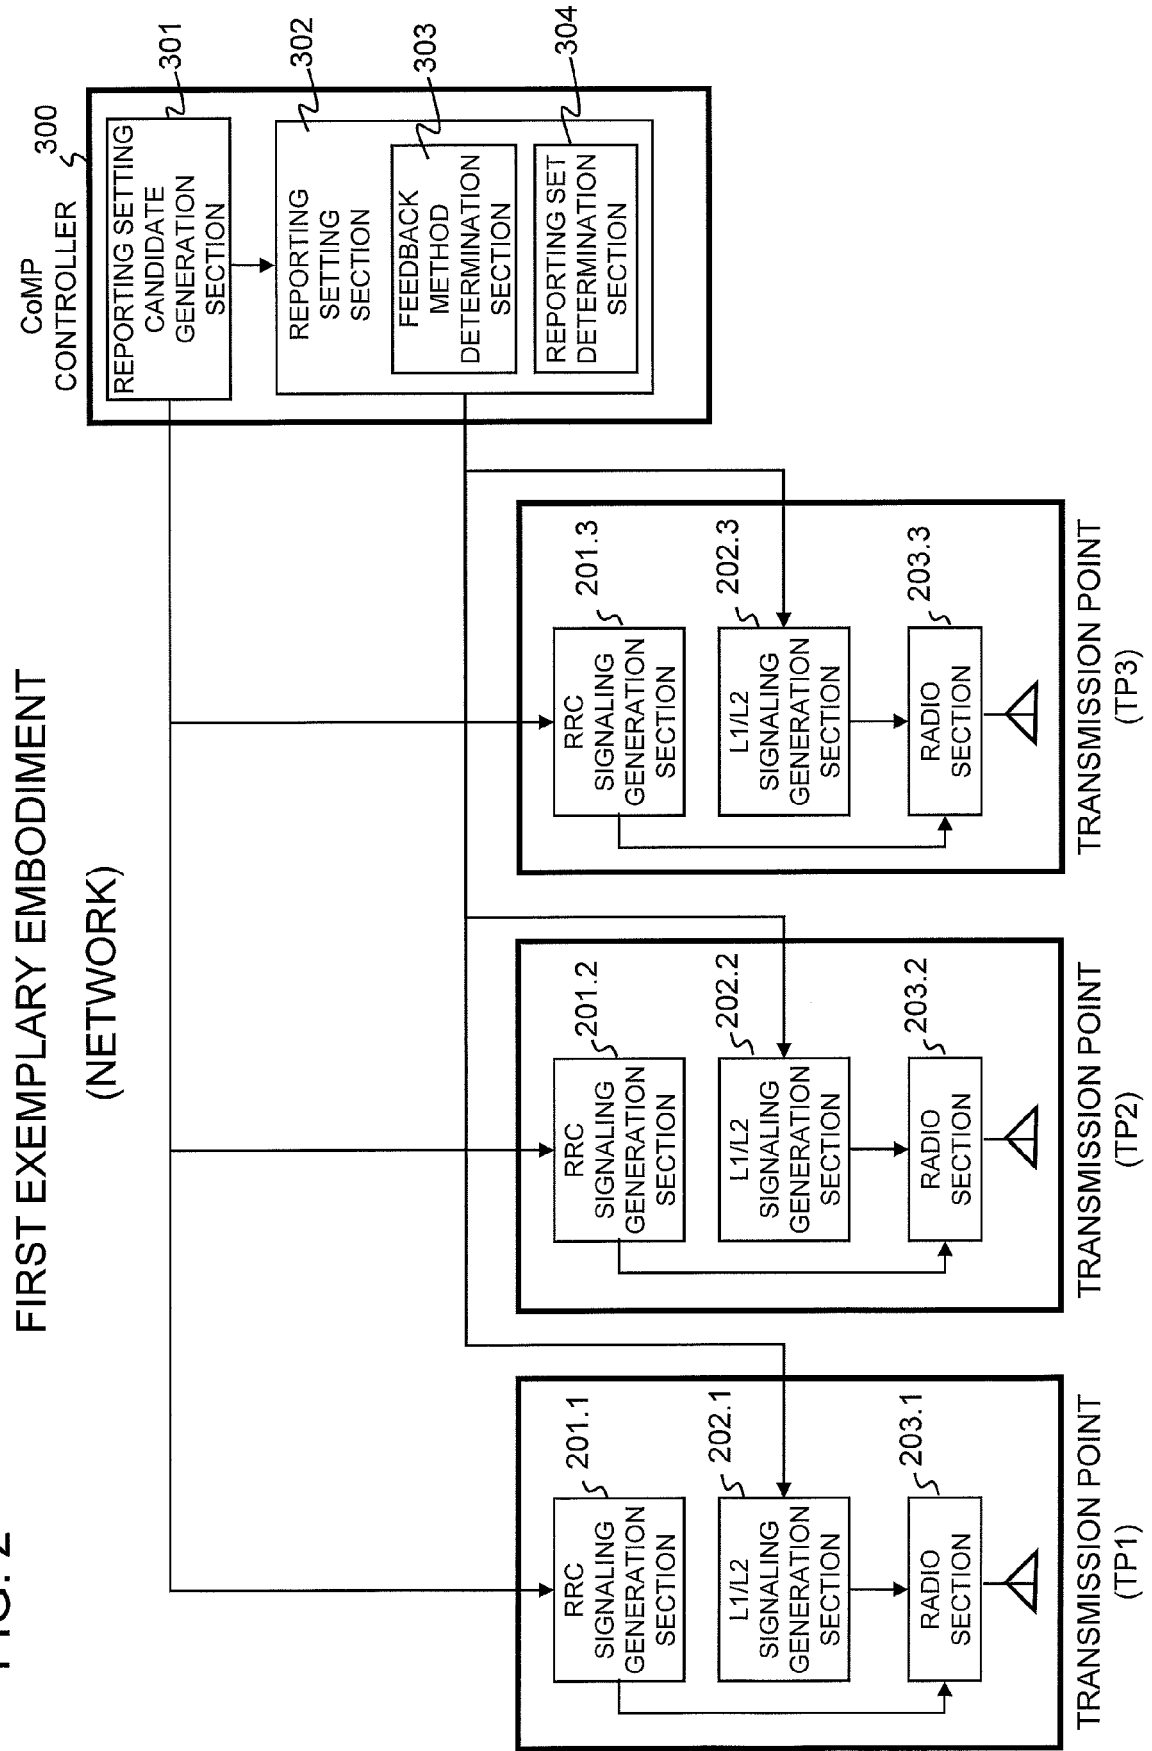 FIG. 2
FIRST EXEMPLARY EMBODIMENT
(NETWORK)
CoMP
CONTROLLER
300
REPORTING SETTING
CANDIDATE
GENERATION
SECTION
301
REPORTING
SETTING
SECTION
302
FEEDBACK
METHOD
DETERMINATION
SECTION
303
REPORTING SET
DETERMINATION
SECTION
304
RRC
SIGNALING
GENERATION
SECTION
201.1
L1/L2
SIGNALING
GENERATION
SECTION
202.1
RADIO
SECTION
203.1
TRANSMISSION POINT
(TP1)
RRC
SIGNALING
GENERATION
SECTION
201.2
L1/L2
SIGNALING
GENERATION
SECTION
202.2
RADIO
SECTION
203.2
TRANSMISSION POINT
(TP2)
RRC
SIGNALING
GENERATION
SECTION
201.3
L1/L2
SIGNALING
GENERATION
SECTION
202.3
RADIO
SECTION
203.3
TRANSMISSION POINT
(TP3)